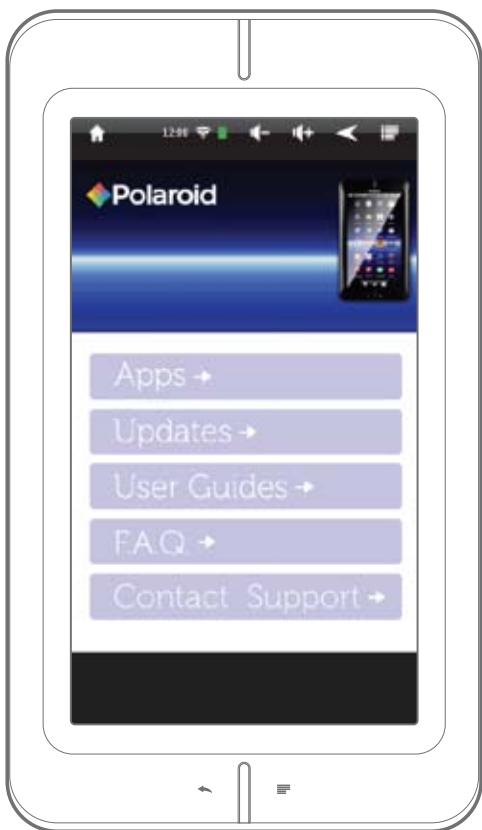 12:00
Polaroid
Apps
Updates
User Guides
F.A.Q.
Contact Support